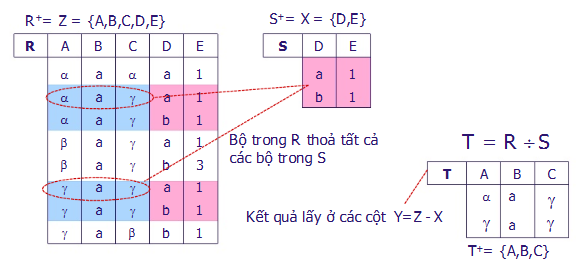 R⁺= Z = {A,B,C,D,E}
R A B C D E
α a α a 1
α a γ a 1
α a γ b 1
β a γ a 1
β a γ b 3
γ a γ a 1
γ a γ b 1
γ a β b 1
S⁺= X = {D,E}
S D E
a 1
b 1
Bộ trong R thoả tất cả
các bộ trong S
Kết quả lấy ở các cột Y=Z - X
T = R ÷S
T A B C
α a γ
γ a γ
T⁺= {A,B,C}